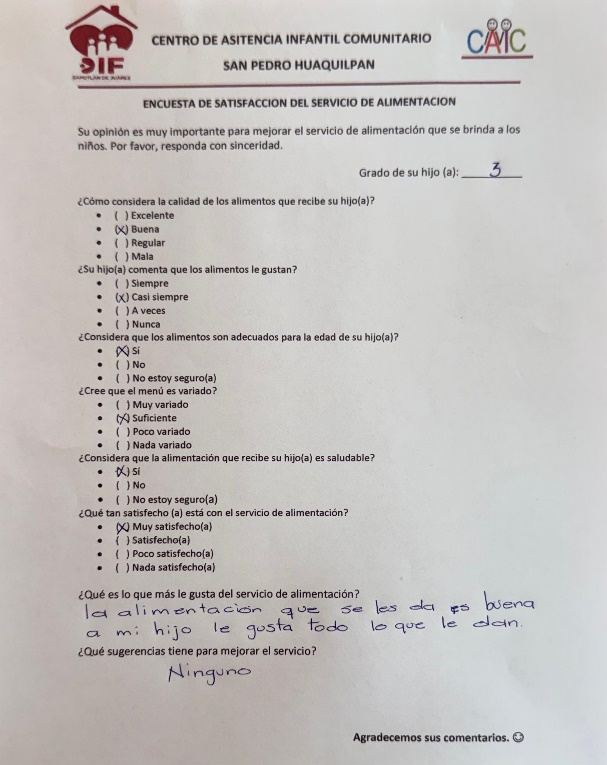 DIF
ZAPOTLÁN DE JUÁREZ
CENTRO DE ASITENCIA INFANTIL COMUNITARIO
SAN PEDRO HUAQUILPAN
CAIC
ENCUESTA DE SATISFACCION DEL SERVICIO DE ALIMENTACION
Su opinión es muy importante para mejorar el servicio de alimentación que se brinda a los
niños. Por favor, responda con sinceridad.
Grado de su hijo (a): 3
¿Cómo considera la calidad de los alimentos que recibe su hijo(a)?
• ( ) Excelente
• (X) Buena
• ( ) Regular
• ( ) Mala
¿Su hijo(a) comenta que los alimentos le gustan?
• ( ) Siempre
• (X) Casi siempre
• ( ) A veces
• ( ) Nunca
¿Considera que los alimentos son adecuados para la edad de su hijo(a)?
• (X) Sí
• ( ) No
• ( ) No estoy seguro(a)
¿Cree que el menú es variado?
• ( ) Muy variado
• (X) Suficiente
• ( ) Poco variado
• ( ) Nada variado
¿Considera que la alimentación que recibe su hijo(a) es saludable?
• (X) Sí
• ( ) No
• ( ) No estoy seguro(a)
¿Qué tan satisfecho (a) está con el servicio de alimentación?
• (X) Muy satisfecho(a)
• ( ) Satisfecho(a)
• ( ) Poco satisfecho(a)
• ( ) Nada satisfecho(a)
¿Qué es lo que más le gusta del servicio de alimentación?
la alimentación que se les da es buena
a mi hijo le gusta todo lo que le dan.
¿Qué sugerencias tiene para mejorar el servicio?
Ninguno
Agradecemos sus comentarios. ☺